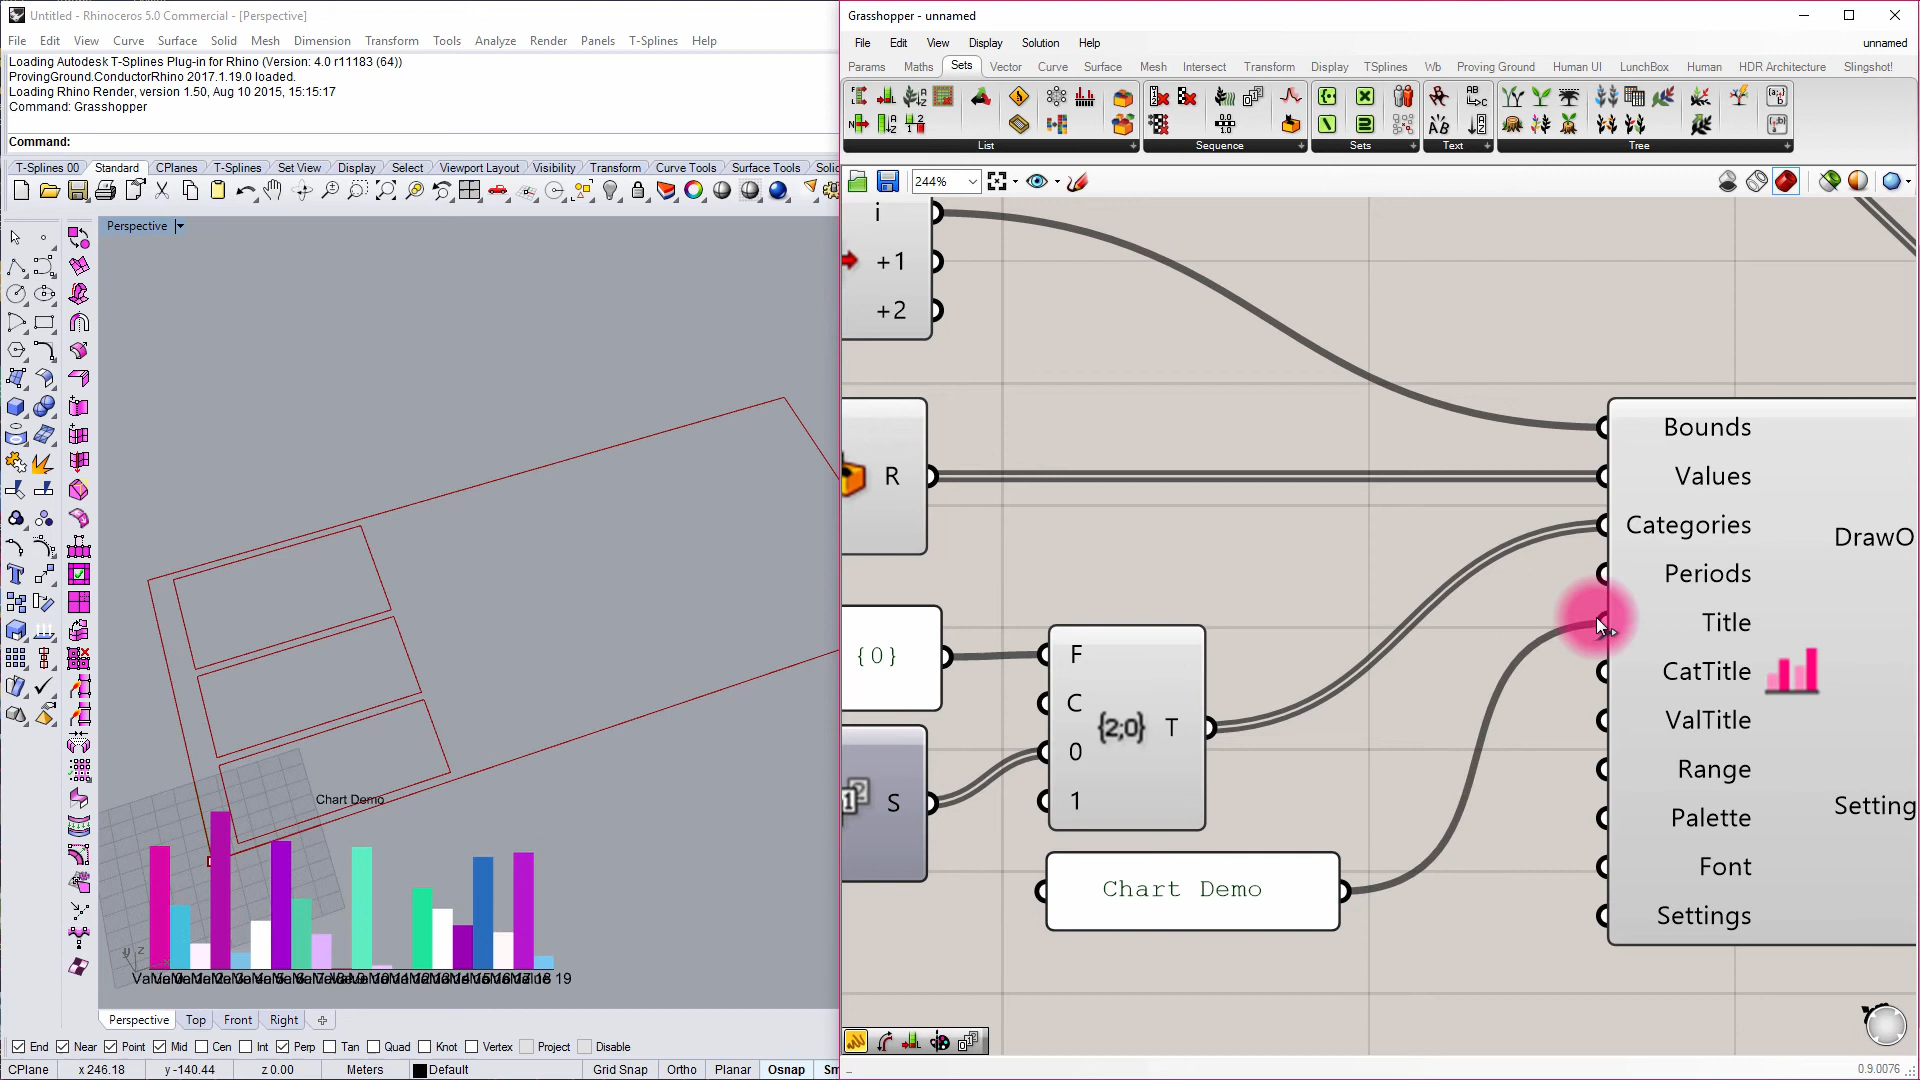 Untitled - Rhinoceros 5.0 Commercial - [Perspective]
File Edit View Curve Surface Solid Mesh Dimension Transform Tools Analyze Render Panels T-Splines Help
Loading Autodesk T-Splines Plug-in for Rhino (Version: 4.0 r11183 (64))
ProvingGround.ConductorRhino 2017.1.19.0 loaded.
Loading Rhino Render, version 1.50, Aug 10 2015, 15:15:17
Command: Grasshopper
Command:
T-Splines 00 Standard CPlanes T-Splines Set View Display Select Viewport Layout Visibility Transform Curve Tools Surface Tools
Perspective
Chart Demo
19
Perspective Top Front Right
End Near Point Mid Cen Int Perp Tan Quad Knot Vertex Project Disable
CPlane x 246.18 y -140.44 z 0.00 Meters Default Grid Snap Ortho Planar Osnap
Grasshopper - unnamed
File Edit View Display Solution Help unnamed
Params Maths Sets Vector Curve Surface Mesh Intersect Transform Display TSplines Wb Proving Ground Human UI LunchBox Human HDR Architecture Slingshot!
List Sequence Sets Text Tree
244%
i
+1
+2
R
{0}
S
F
C
0
1
{2;0} T
Chart Demo
Bounds
Values
Categories
Periods
Title
CatTitle
ValTitle
Range
Palette
Font
Settings
DrawO
Setting
0.9.0076